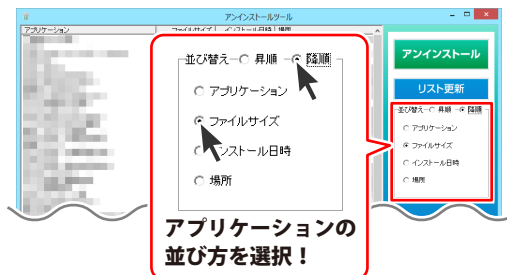 アンインストールツール
アプリケーション ファイルサイズ インストール日時 場所
並び替え 昇順 降順
アプリケーション
ファイルサイズ
インストール日時
場所
アプリケーションの
並び方を選択！
アンインストール
リスト更新
並び替え 昇順 降順
アプリケーション
ファイルサイズ
インストール日時
場所